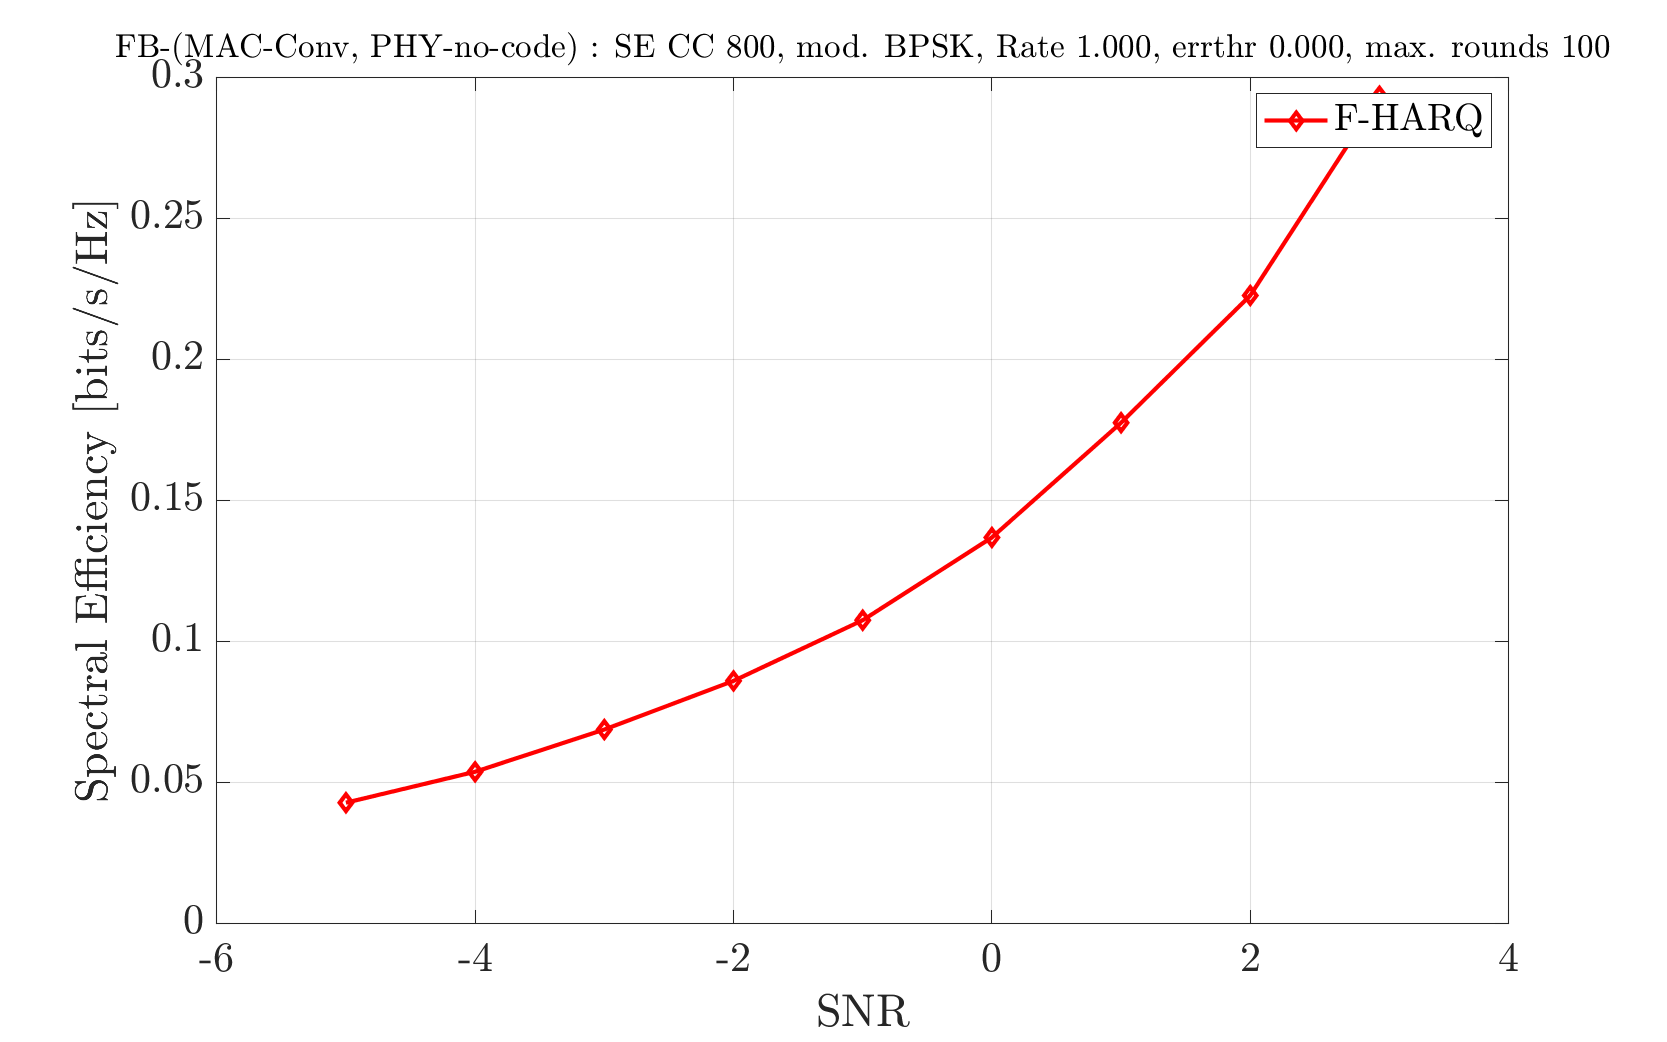 FB-(MAC-Conv, PHY-no-code) : SE CC 800, mod. BPSK, Rate 1.000, errthr 0.000, max. rounds 100
F-HARQ
Spectral Efficiency [bits/s/Hz]
0.3
0.25
0.2
0.15
0.1
0.05
0
-6 -4 -2 0 2 4
SNR